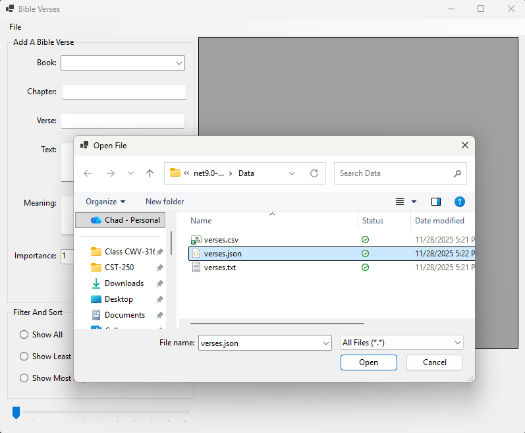 Bible Verses
File
Add A Bible Verse
Book:
Chapter:
Verse:
Text:
Meaning:
Importance: 1
Filter And Sort
Show All
Show Least
Show Most
Open File
« net9.0-... > Data
Search Data
Organize
New folder
Chad - Personal
Class CWV-316
CST-250
Downloads
Desktop
Documents
Name Status Date modified
verses.csv 11/28/2025 5:21 P
verses.json 11/28/2025 5:22 P
verses.txt 11/28/2025 5:21 P
File name: verses.json All Files (*.*)
Open Cancel